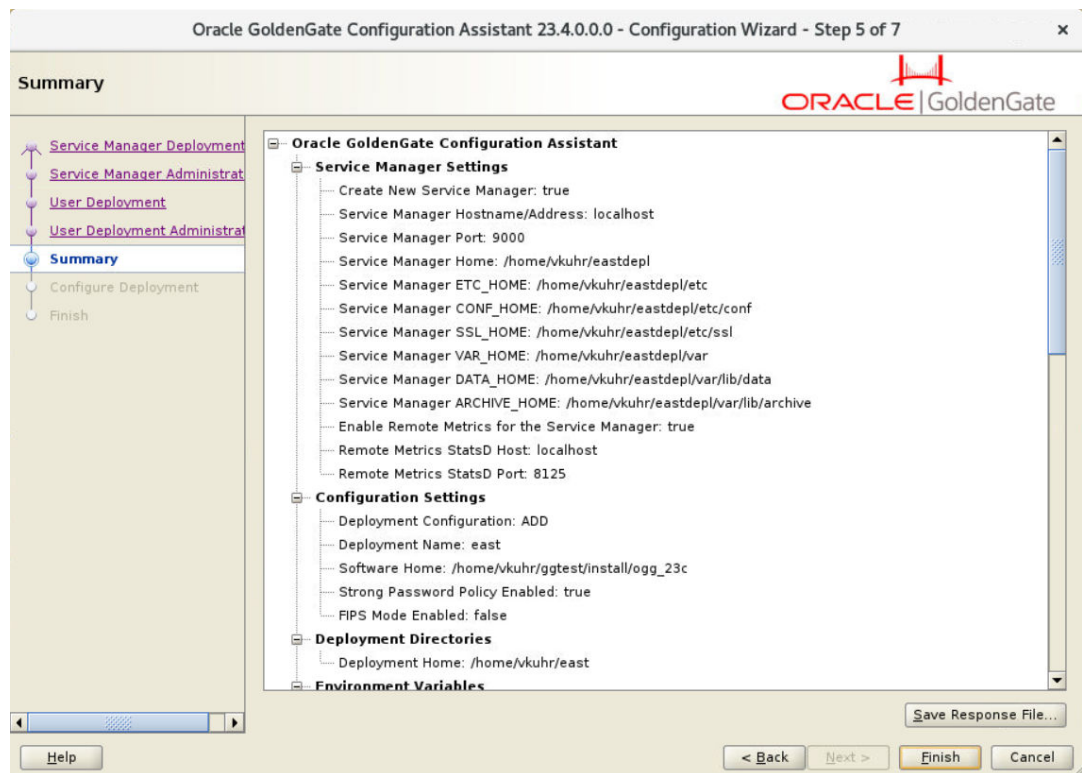 Oracle GoldenGate Configuration Assistant 23.4.0.0.0 - Configuration Wizard - Step 5 of 7
Summary
ORACLE | GoldenGate
Service Manager Deployment
Service Manager Administrat
User Deployment
User Deployment Administrat
Summary
Configure Deployment
Finish
Oracle GoldenGate Configuration Assistant
Service Manager Settings
Create New Service Manager: true
Service Manager Hostname/Address: localhost
Service Manager Port: 9000
Service Manager Home: /home/vkuhr/eastdepl
Service Manager ETC_HOME: /home/vkuhr/eastdepl/etc
Service Manager CONF_HOME: /home/vkuhr/eastdepl/etc/conf
Service Manager SSL_HOME: /home/vkuhr/eastdepl/etc/ssl
Service Manager VAR_HOME: /home/vkuhr/eastdepl/var
Service Manager DATA_HOME: /home/vkuhr/eastdepl/var/lib/data
Service Manager ARCHIVE_HOME: /home/vkuhr/eastdepl/var/lib/archive
Enable Remote Metrics for the Service Manager: true
Remote Metrics StatsD Host: localhost
Remote Metrics StatsD Port: 8125
Configuration Settings
Deployment Configuration: ADD
Deployment Name: east
Software Home: /home/vkuhr/ggtest/install/ogg_23c
Strong Password Policy Enabled: true
FIPS Mode Enabled: false
Deployment Directories
Deployment Home: /home/vkuhr/east
Environment Variables
Save Response File...
Help
< Back
Next >
Finish
Cancel